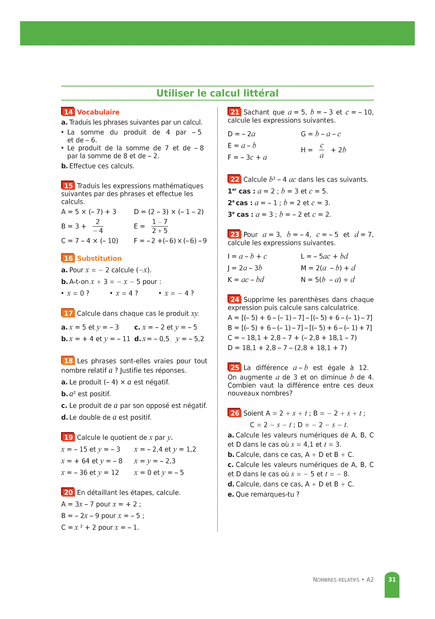 Utiliser le calcul littéral
14 Vocabulaire
a. Traduis les phrases suivantes par un calcul.
• La somme du produit de 4 par – 5
et de – 6.
• Le produit de la somme de 7 et de – 8
par la somme de 8 et de – 2.
b. Effectue ces calculs.
15 Traduis les expressions mathématiques
suivantes par des phrases et effectue les
calculs.
A = 5 × (– 7) + 3 D = (2 – 3) × (– 1 – 2)
B = 3 + 2/– 4 E = 1 – 7/2 + 5
C = 7 – 4 × (– 10) F = –2 +(–6) × (–6) –9
16 Substitution
a. Pour x = – 2 calcule (–x).
b. A-t-on x + 3 = – x – 5 pour :
• x = 0 ? • x = 4 ? • x = – 4 ?
17 Calcule dans chaque cas le produit xy.
a. x = 5 et y = – 3 c. x = – 2 et y = – 5
b. x = + 4 et y = – 11 d. x = – 0,5. y = – 5,2
18 Les phrases sont-elles vraies pour tout
nombre relatif a ? Justifie tes réponses.
a. Le produit (– 4) × a est négatif.
b. a² est positif.
c. Le produit de a par son opposé est négatif.
d. Le double de a est positif.
19 Calcule le quotient de x par y.
x = – 15 et y = – 3 x = – 2,4 et y = 1,2
x = + 64 et y = – 8 x = y = – 2,3
x = – 36 et y = 12 x = 0 et y = – 5
20 En détaillant les étapes, calcule.
A = 3x – 7 pour x = + 2 ;
B = – 2x – 9 pour x = – 5 ;
C = x ² + 2 pour x = – 1.
21 Sachant que a = 5, b = – 3 et c = – 10,
calcule les expressions suivantes.
D = – 2a G = b – a – c
E = a – b H = c/a + 2b
F = – 3c + a
22 Calcule b² – 4 ac dans les cas suivants.
1er cas : a = 2 ; b = 3 et c = 5.
2e cas : a = – 1 ; b = 2 et c = 3.
3e cas : a = 3 ; b = – 2 et c = 2.
23 Pour a = 3, b = – 4, c = – 5 et d = 7,
calcule les expressions suivantes.
I = a – b + c L = – 5ac + bd
J = 2a – 3b M = 2(a – b) + d
K = ac – bd N = 5(b – a) ÷ d
24 Supprime les parenthèses dans chaque
expression puis calcule sans calculatrice.
A = [(– 5) + 6 – (– 1) – 7] – [(– 5) + 6 – (– 1) – 7]
B = [(– 5) + 6 – (– 1) – 7] – [(– 5) + 6 – (– 1) + 7]
C = – 18,1 + 2,8 – 7 + (– 2,8 + 18,1 – 7)
D = 18,1 + 2,8 – 7 – (2,8 + 18,1 + 7)
25 La différence a – b est égale à 12.
On augmente a de 3 et on diminue b de 4.
Combien vaut la différence entre ces deux
nouveaux nombres?
26 Soient A = 2 + s + t ; B = – 2 + s + t ;
C = 2 – s – t ; D = – 2 – s – t.
a. Calcule les valeurs numériques de A, B, C
et D dans le cas où s = 4,1 et t = 3.
b. Calcule, dans ce cas, A + D et B + C.
c. Calcule les valeurs numériques de A, B, C
et D dans le cas où s = – 5 et t = – 8.
d. Calcule, dans ce cas, A + D et B + C.
e. Que remarques-tu ?
NOMBRES RELATIFS • A2 31